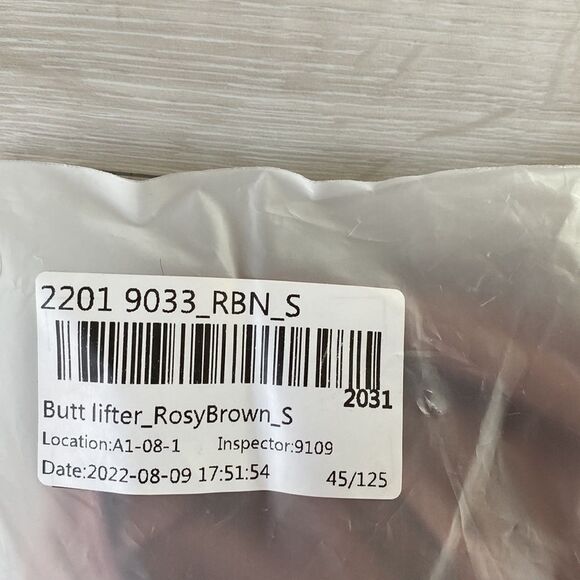 2201 9033_RBN_S
2031
Butt lifter_RosyBrown_S
Location:A1-08-1 Inspector:9109
Date:2022-08-09 17:51:54 45/125